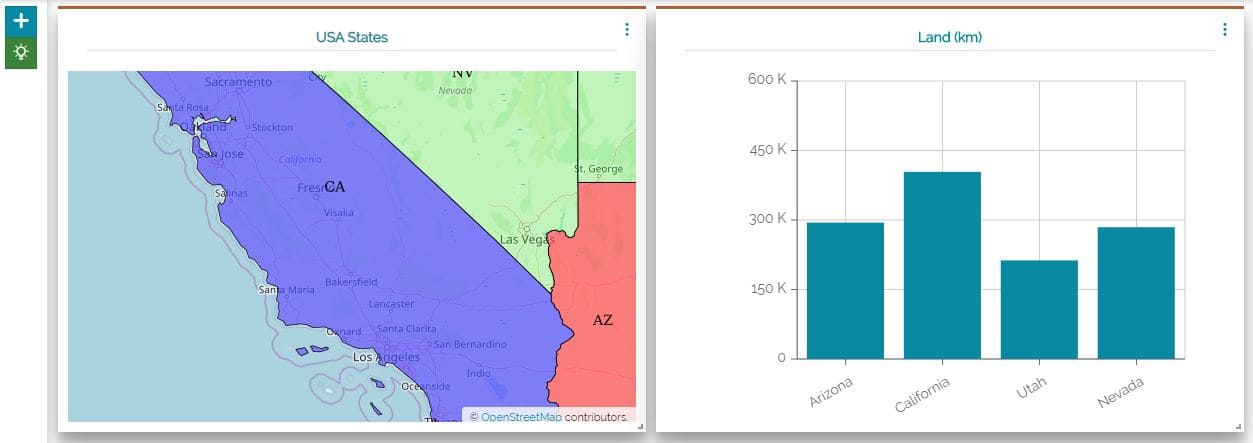 USA States
NV
City
Sacramento
Nevada
Santa Rosa
Oakland
Stockton
San Jose
California
St. George
Fresno
CA
Salinas
Visalia
Las Vegas
Bakersfield
Santa Maria
Lancaster
AZ
Oxnard
Santa Clarita
San Bernardino
Los Angeles
Indio
Oceanside
© OpenStreetMap contributors.
Land (km)
600 K
450 K
300 K
150 K
0
Arizona
California
Utah
Nevada